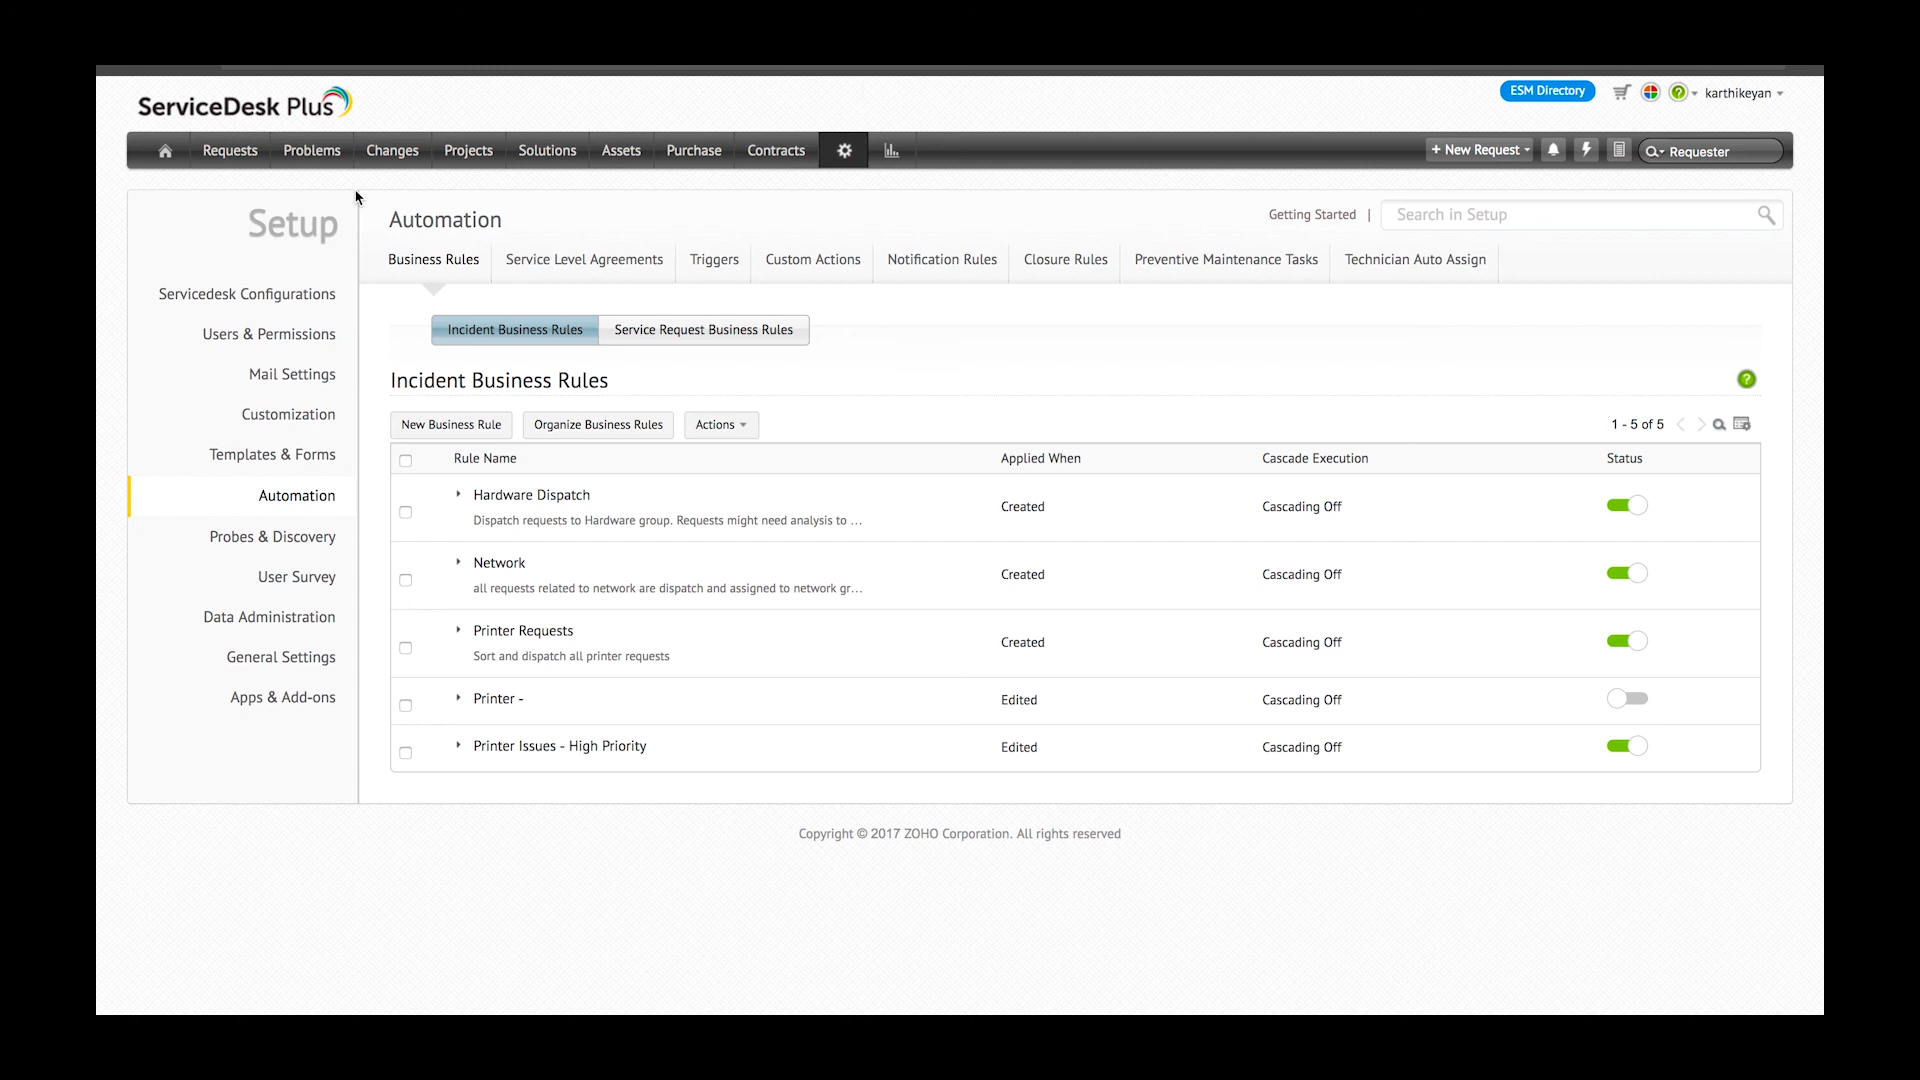 ServiceDesk Plus
ESM Directory
karthikeyan
Requests Problems Changes Projects Solutions Assets Purchase Contracts
+ New Request
Requester
Setup
Servicedesk Configurations
Users & Permissions
Mail Settings
Customization
Templates & Forms
Automation
Probes & Discovery
User Survey
Data Administration
General Settings
Apps & Add-ons
Automation
Getting Started |
Search in Setup
Business Rules Service Level Agreements Triggers Custom Actions Notification Rules Closure Rules Preventive Maintenance Tasks Technician Auto Assign
Incident Business Rules Service Request Business Rules
Incident Business Rules
?
New Business Rule Organize Business Rules Actions
1 - 5 of 5
Rule Name Applied When Cascade Execution Status
Hardware Dispatch
Dispatch requests to Hardware group. Requests might need analysis to ...
Created Cascading Off
Network
all requests related to network are dispatch and assigned to network gr...
Created Cascading Off
Printer Requests
Sort and dispatch all printer requests
Created Cascading Off
Printer - Edited Cascading Off
Printer Issues - High Priority Edited Cascading Off
Copyright © 2017 ZOHO Corporation. All rights reserved